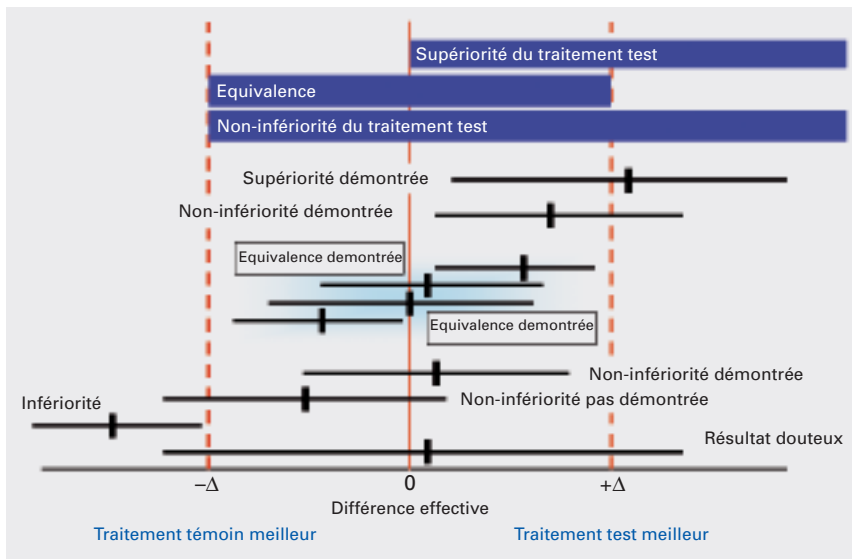 Supériorité du traitement test
Equivalence
Non-infériorité du traitement test
Supériorité démontrée
Non-infériorité démontrée
Equivalence demontrée
Equivalence demontrée
Non-infériorité démontrée
Non-infériorité pas démontrée
Infériorité
Résultat douteux
–Δ 0 +Δ
Différence effective
Traitement témoin meilleur Traitement test meilleur